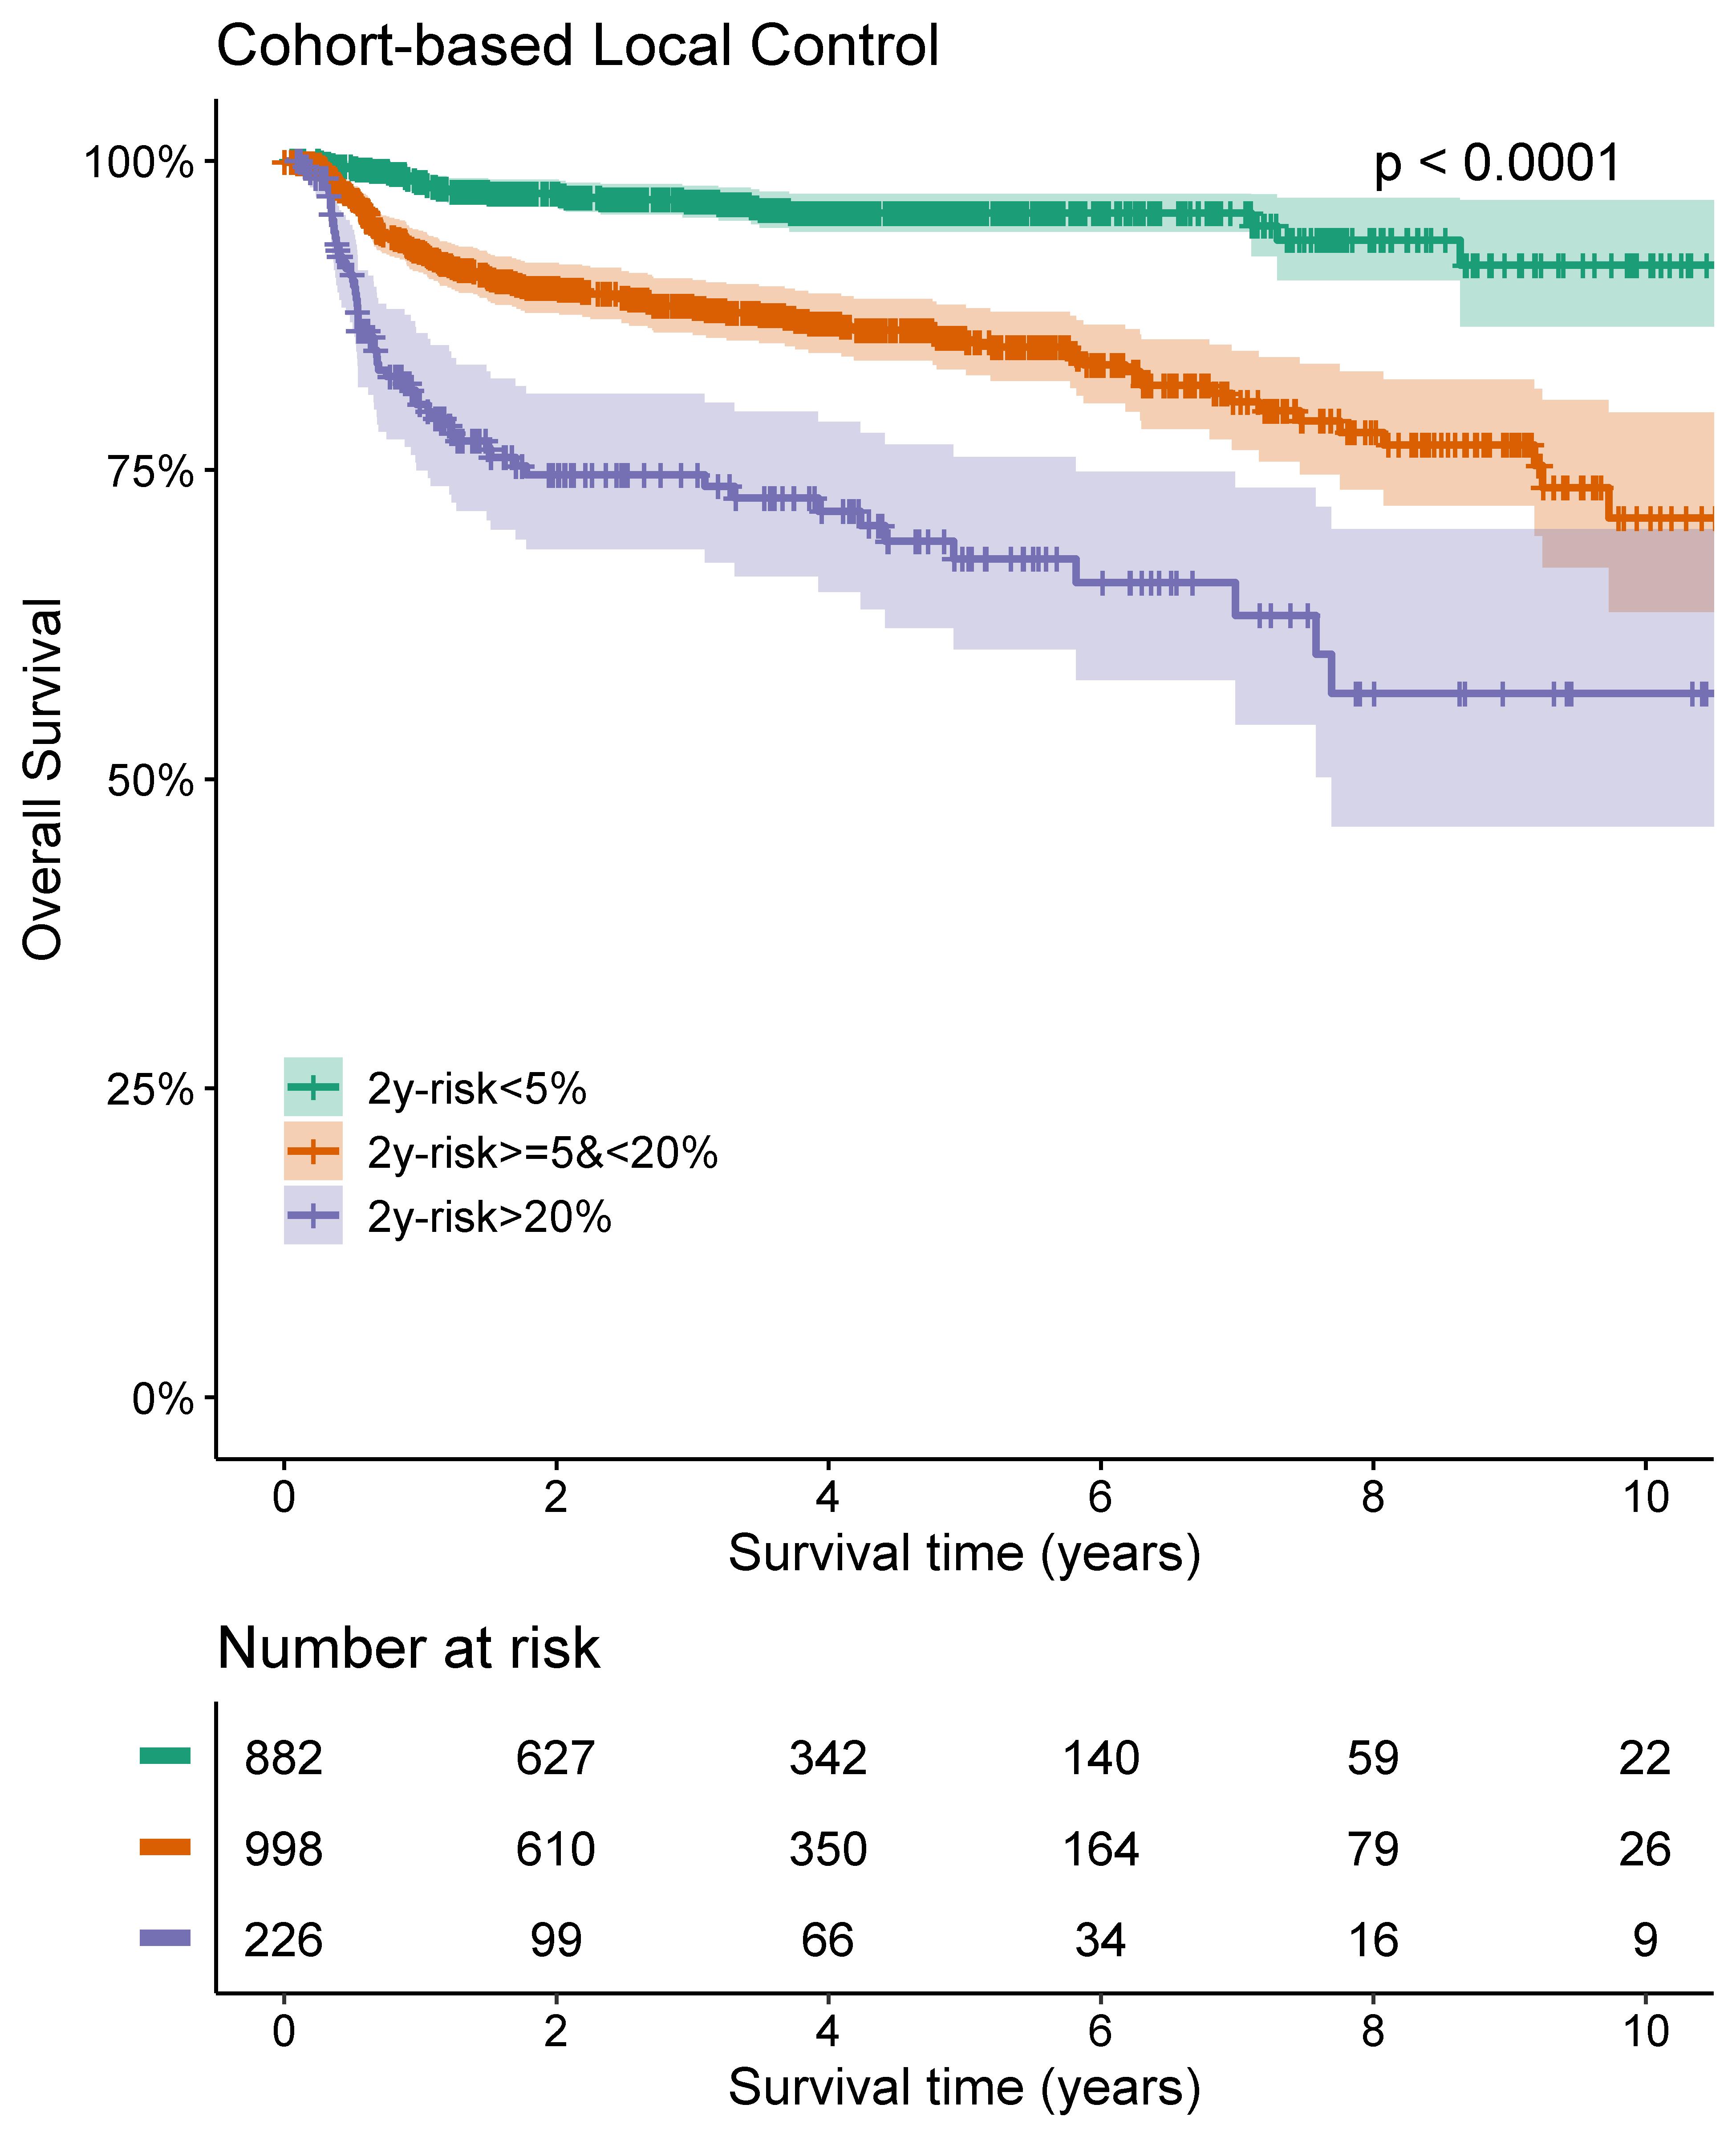 Cohort-based Local Control
p < 0.0001
100%
75%
50%
25%
0%
Overall Survival
2y-risk<5%
2y-risk>=5&<20%
2y-risk>20%
0 2 4 6 8 10
Survival time (years)
Number at risk
882 627 342 140 59 22
998 610 350 164 79 26
226 99 66 34 16 9
0 2 4 6 8 10
Survival time (years)